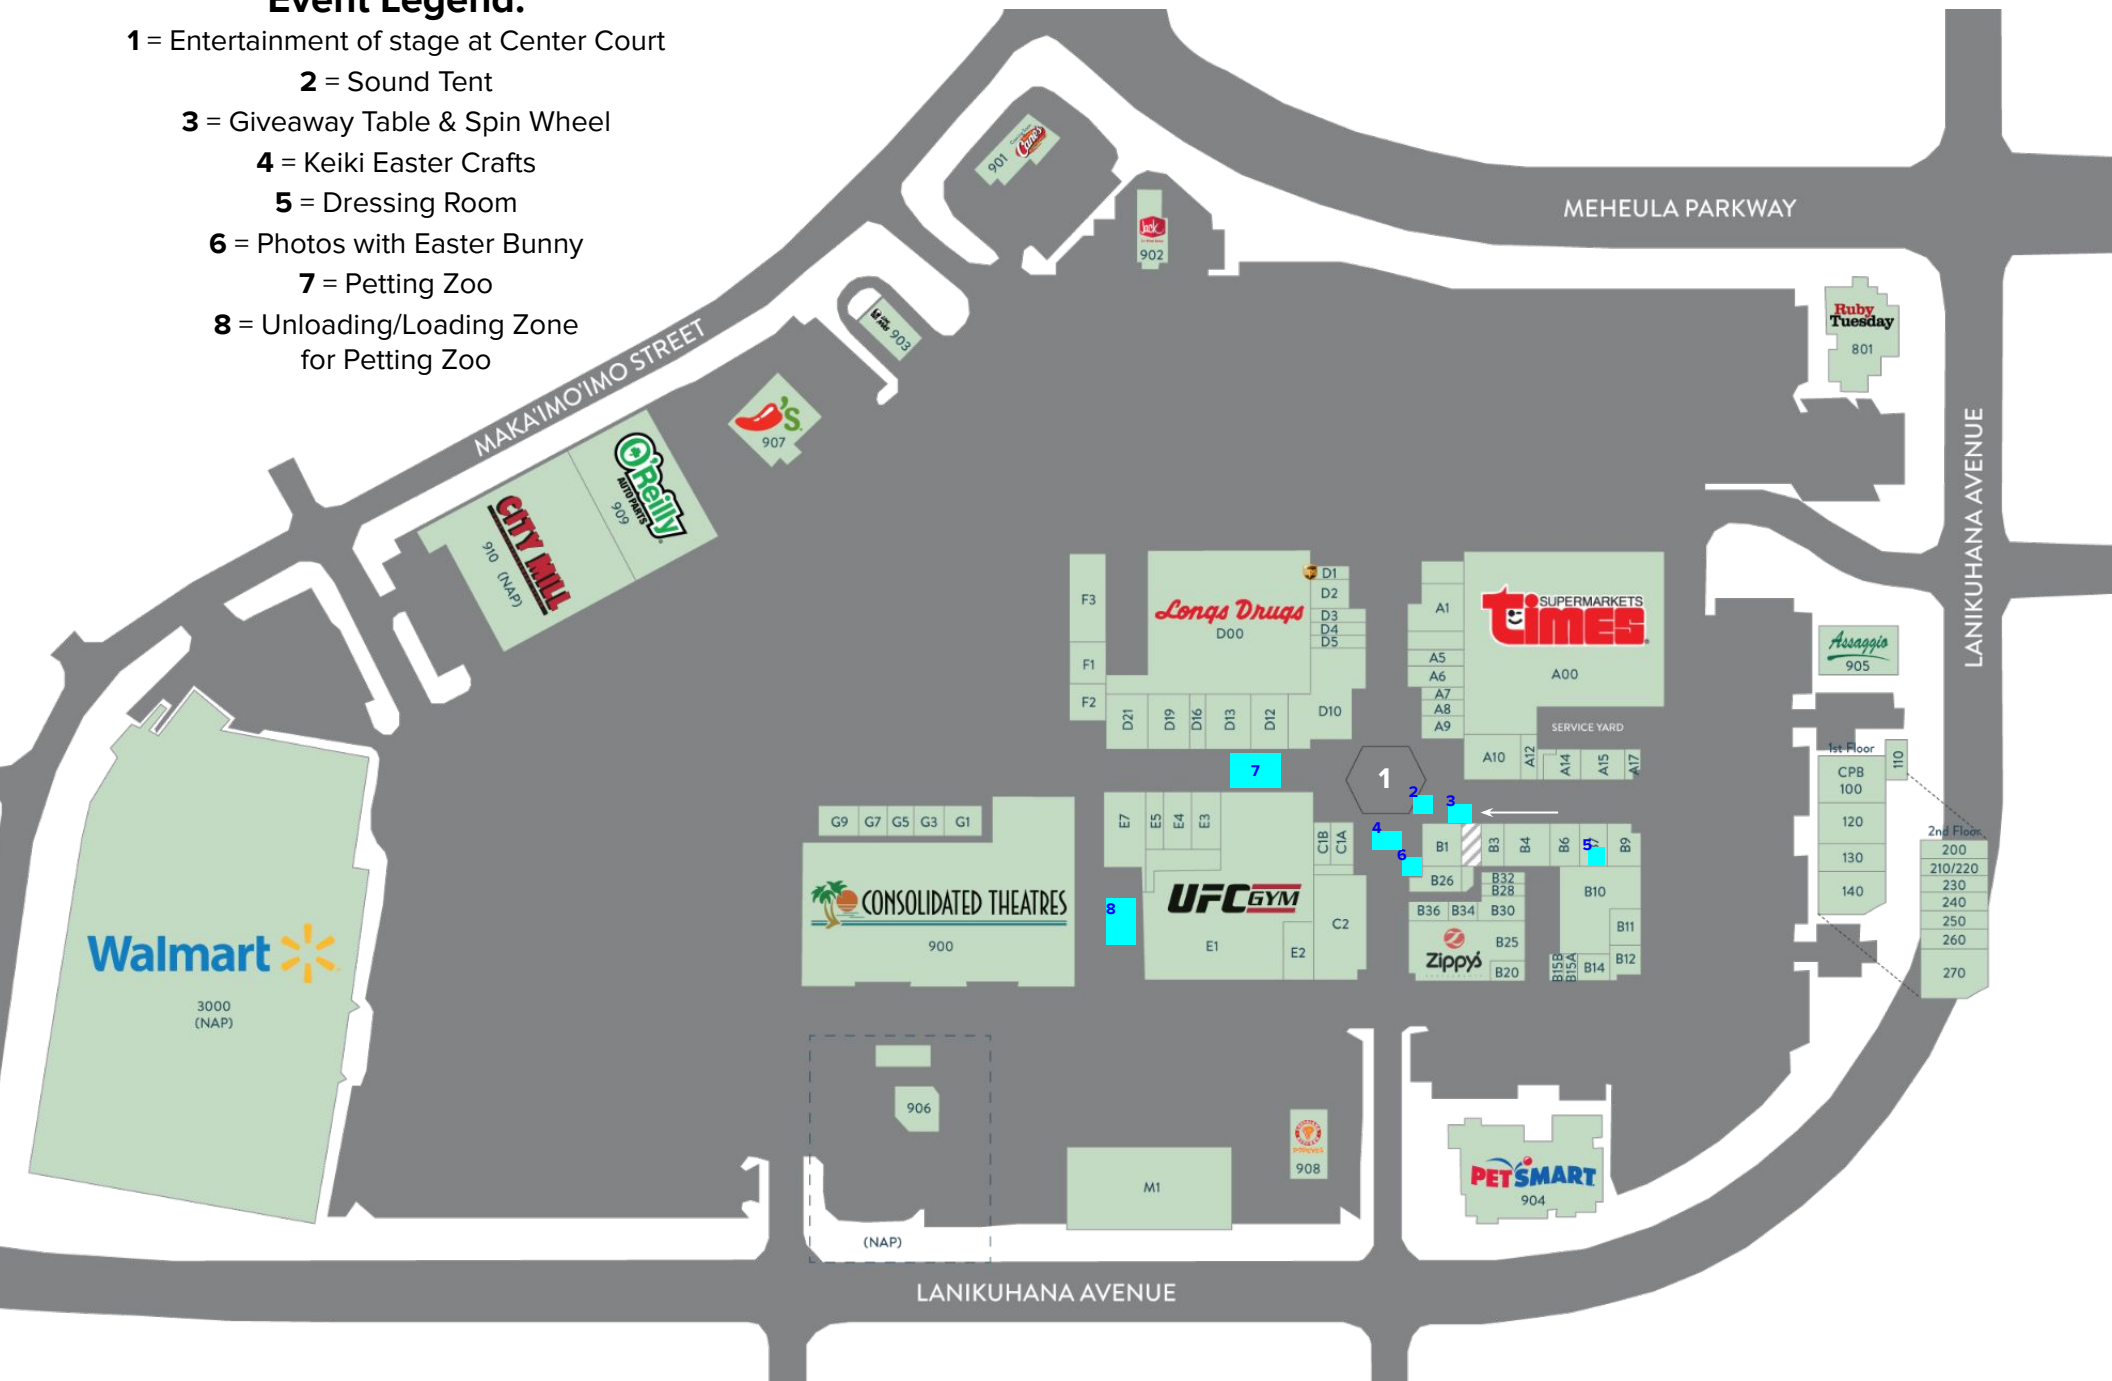 Event Legend:
1 = Entertainment of stage at Center Court
2 = Sound Tent
3 = Giveaway Table & Spin Wheel
4 = Keiki Easter Crafts
5 = Dressing Room
6 = Photos with Easter Bunny
7 = Petting Zoo
8 = Unloading/Loading Zone
for Petting Zoo
MEHEULA PARKWAY
MAKA'IMO'IMO STREET
LANIKUHANA AVENUE
LANIKUHANA AVENUE
Canes
901
Jack
902
903
'S
907
O'Reilly
AUTO PARTS
909
CITY MILL
910 (NAP)
Ruby
Tuesday
801
Walmart
3000
(NAP)
F3
F1
F2
Longs Drugs
D00
D1
D2
D3
D4
D5
D10
D21
D19
D16
D13
D12
A1
A5
A6
A7
A8
A9
TIMES
SUPERMARKETS
A00
SERVICE YARD
A10
A12
A14
A15
A17
Assaggio
905
1st Floor
110
CPB
100
120
130
140
2nd Floor
200
210/220
230
240
250
260
270
7
1
2
3
4
6
5
8
G9
G7
G5
G3
G1
CONSOLIDATED THEATRES
900
E7
E5
E4
E3
C1B
C1A
UFC GYM
E1
E2
C2
B1
B3
B4
B6
B9
B26
B32
B28
B36
B34
B30
B10
B11
B12
B25
Zippy's
B20
B15B
B15A
B14
906
(NAP)
M1
POPEYES
908
PETSMART
904